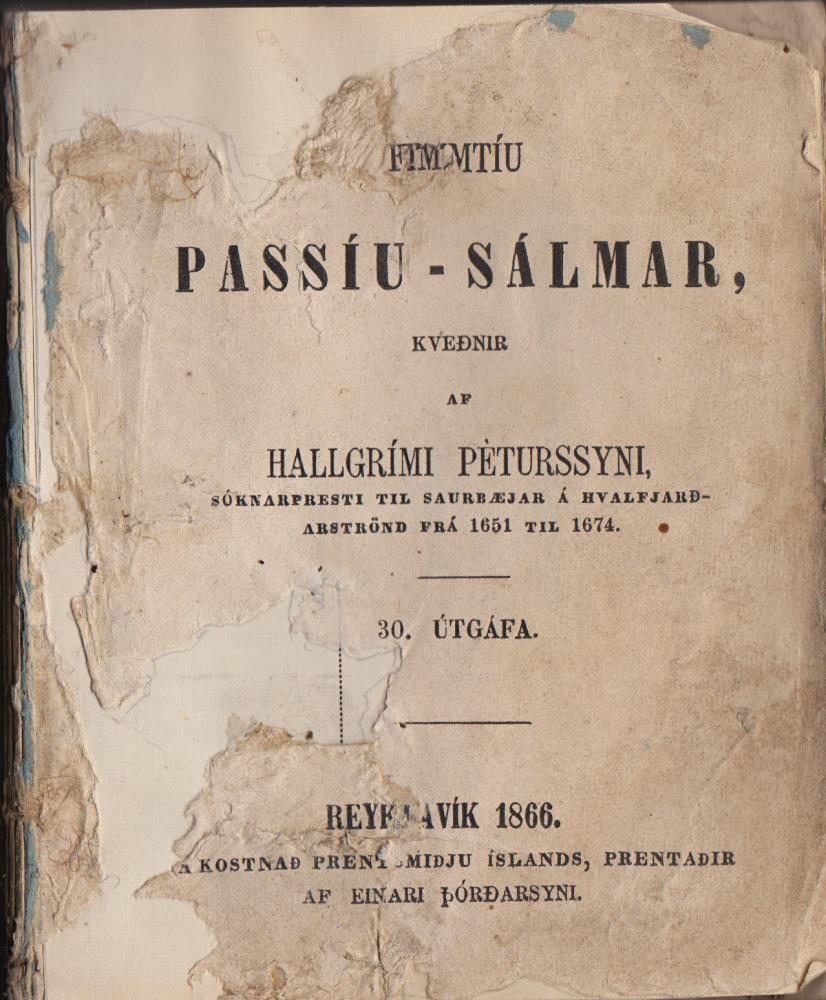 FIMMTÍU
PASSÍU - SÁLMAR,
KVEÐNIR
AF
HALLGRÍMI PÈTURSSYNI,
SÓKNARPRESTI TIL SAURBÆJAR Á HVALFJARÐ-
ARSTRÖND FRÁ 1651 TIL 1674.
30. ÚTGÁFA.
REYKJAVÍK 1866.
Á KOSTNAÐ PRENTSMIÐJU ÍSLANDS, PRENTAÐIR
AF EINARI ÞÓRÐARSYNI.